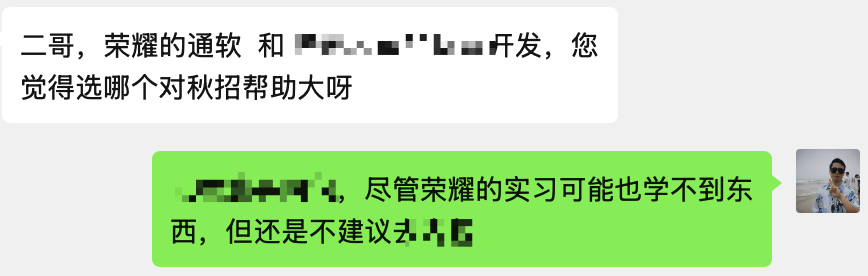 二哥，荣耀的通软 和 开发，您
觉得选哪个对秋招帮助大呀
，尽管荣耀的实习可能也学不到东
西，但还是不建议去